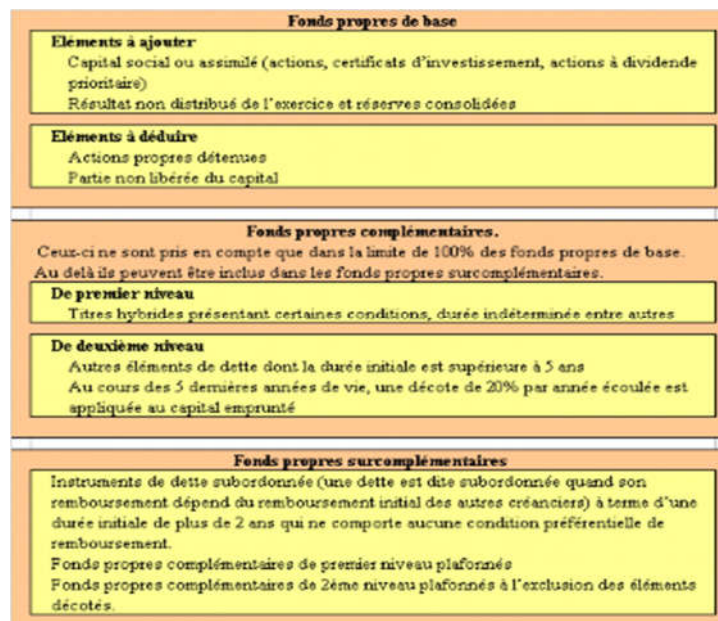 Fonds propres de base
Eléments à ajouter
Capital social ou assimilé (actions, certificats d'investissement, actions à dividende
prioritaire)
Résultat non distribué de l'exercice et réserves consolidées
Eléments à déduire
Actions propres détenues
Partie non libérée du capital
Fonds propres complémentaires.
Ceux-ci ne sont pris en compte que dans la limite de 100% des fonds propres de base.
Au delà ils peuvent être inclus dans les fonds propres surcomplémentaires.
De premier niveau
Titres hybrides présentant certaines conditions, durée indéterminée entre autres
De deuxième niveau
Autres éléments de dette dont la durée initiale est supérieure à 5 ans
Au cours des 5 dernières années de vie, une décote de 20% par année écoulée est
appliquée au capital emprunté
Fonds propres surcomplémentaires
Instruments de dette subordonnée (une dette est dite subordonnée quand son
remboursement dépend du remboursement initial des autres créanciers) à terme d'une
durée initiale de plus de 2 ans qui ne comporte aucune condition préférentielle de
remboursement.
Fonds propres complémentaires de premier niveau plafonnés
Fonds propres complémentaires de 2ème niveau plafonnés à l'exclusion des éléments
décotés.